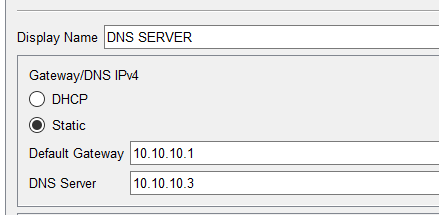 Display Name DNS SERVER
Gateway/DNS IPv4
DHCP
Static
Default Gateway 10.10.10.1
DNS Server 10.10.10.3